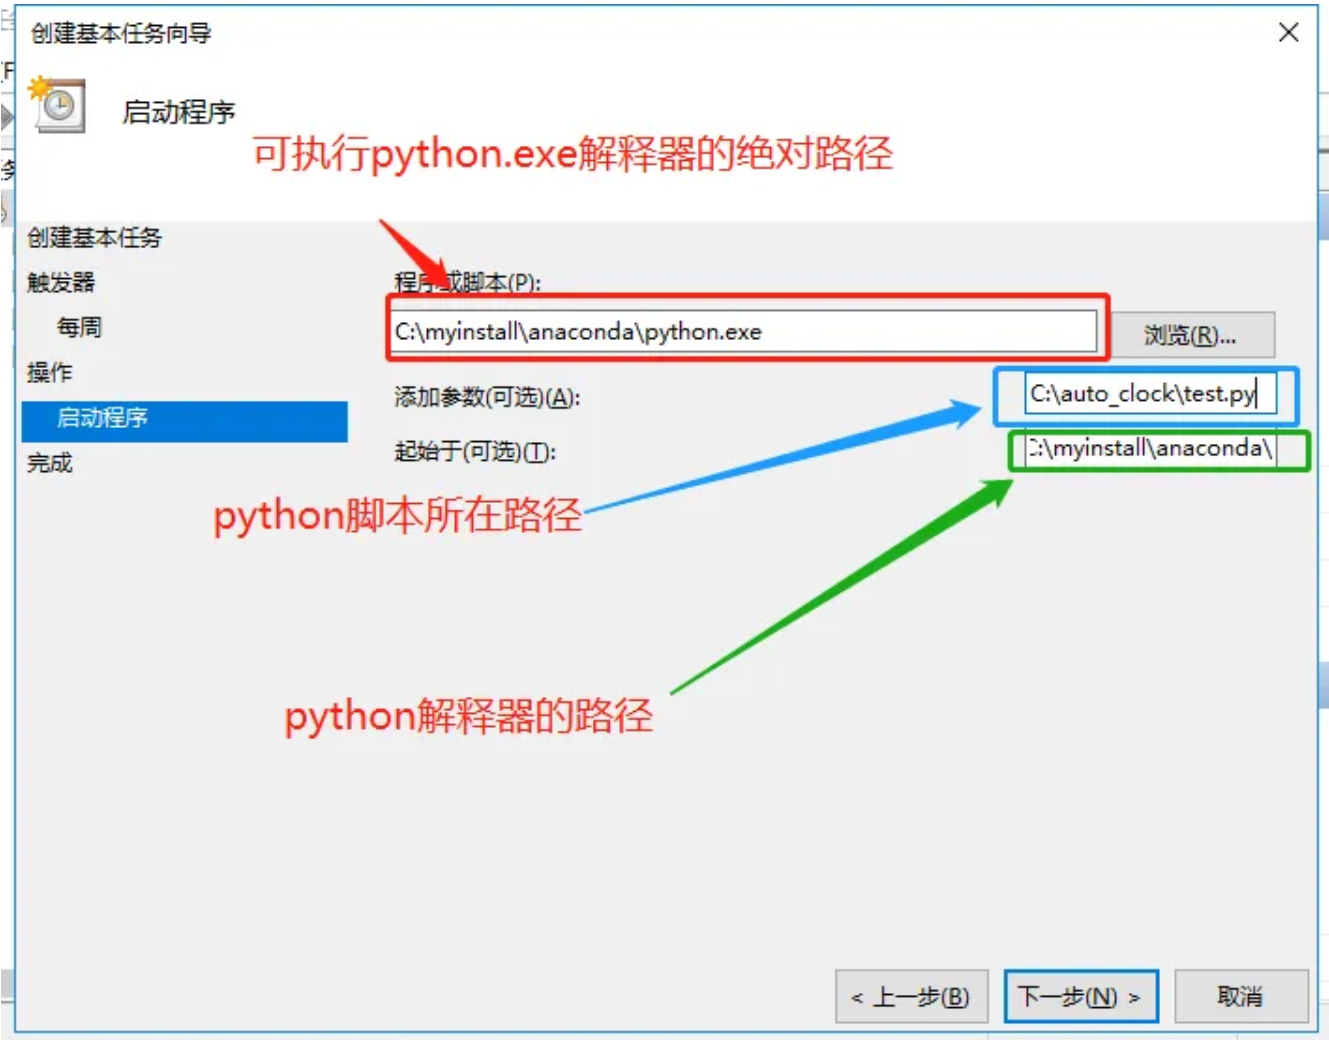 创建基本任务向导
启动程序
可执行python.exe解释器的绝对路径
创建基本任务
触发器
每周
操作
启动程序
完成
程序或脚本(P):
C:\myinstall\anaconda\python.exe
浏览(R)...
添加参数(可选)(A):
C:\auto_clock\test.py
起始于(可选)(T):
:\myinstall\anaconda\
python脚本所在路径
python解释器的路径
< 上一步(B)
下一步(N) >
取消